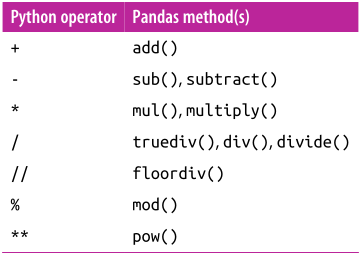 Python operator Pandas method(s)
+ add()
- sub(), subtract()
* mul(), multiply()
/ truediv(), div(), divide()
// floordiv()
% mod()
** pow()